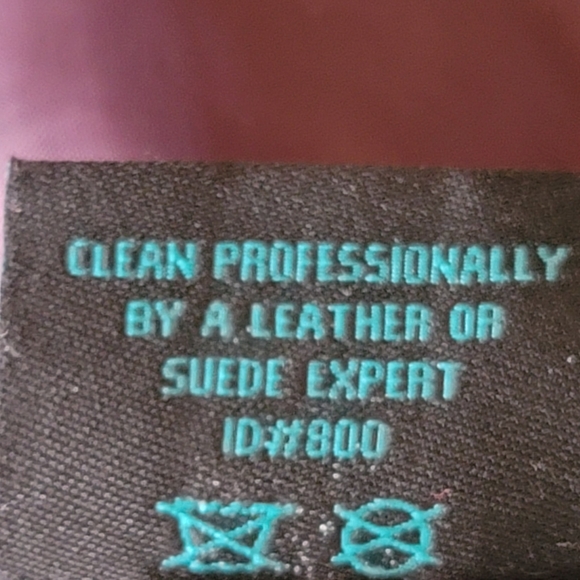 CLEAN PROFESSIONALLY
BY A LEATHER OR
SUEDE EXPERT
ID#800